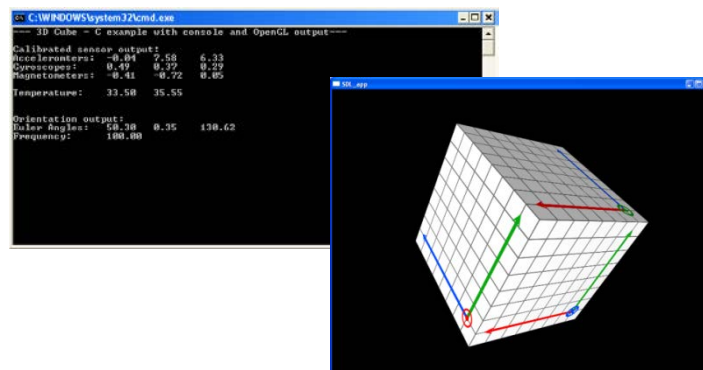 C:\WINDOWS\system32\cmd.exe
--- 3D Cube - C example with console and OpenGL output---
Calibrated sensor output:
Accelerometers: -0.04 7.58 6.33
Gyroscopes: 0.49 0.37 0.29
Magnetometers: -0.41 -0.72 0.05
Temperature: 33.50 35.55
Orientation output:
Euler Angles: 50.30 0.35 130.62
Frequency: 100.00
SDL_app